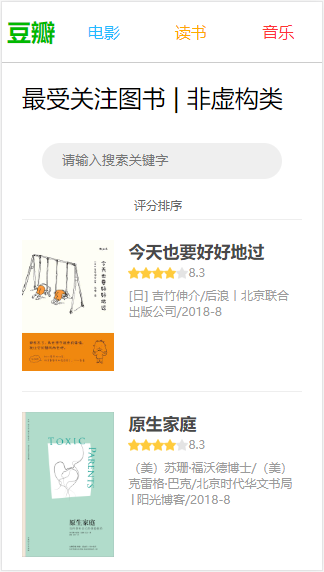 豆瓣 电影 读书 音乐
最受关注图书 | 非虚构类
请输入搜索关键字
评分排序
今天也要好好地过
8.3
[日] 吉竹伸介/后浪丨北京联合
出版公司/2018-8
今天
也要
好好地过
原生家庭
8.3
（美）苏珊·福沃德博士/（美）
克雷格·巴克/北京时代华文书局
| 阳光博客/2018-8
TOXIC
PARENTS
原生家庭